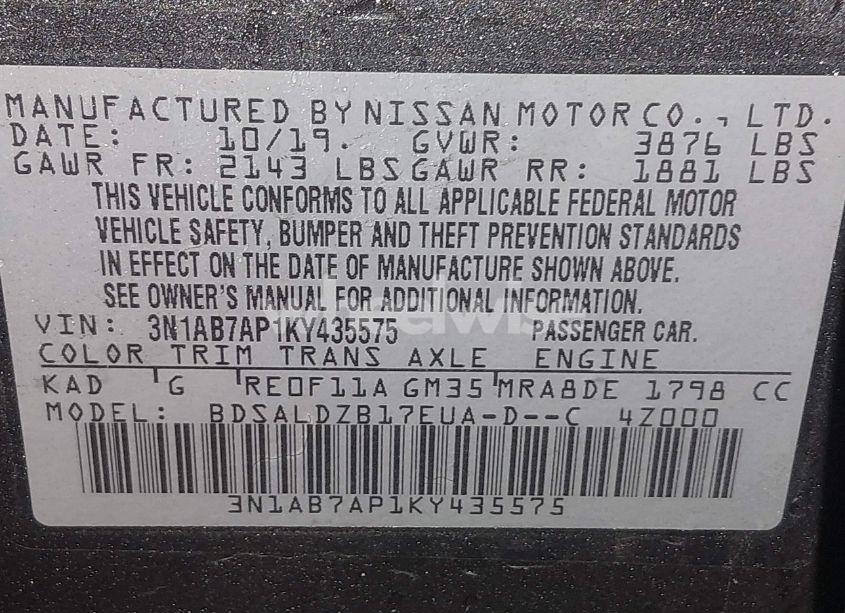 MANUFACTURED BY NISSAN MOTOR CO., LTD.
DATE: 10/19. GVWR: 3876 LBS
GAWR FR: 2143 LBS GAWR RR: 1881 LBS
THIS VEHICLE CONFORMS TO ALL APPLICABLE FEDERAL MOTOR
VEHICLE SAFETY, BUMPER AND THEFT PREVENTION STANDARDS
IN EFFECT ON THE DATE OF MANUFACTURE SHOWN ABOVE.
SEE OWNER'S MANUAL FOR ADDITIONAL INFORMATION.
VIN: 3N1AB7AP1KY435575 PASSENGER CAR.
COLOR TRIM TRANS AXLE ENGINE
KAD G RE0F11A GM35 MRA8DE 1798 CC
MODEL: BDSALDZB17EUA-D--C 4Z000
3N1AB7AP1KY435575